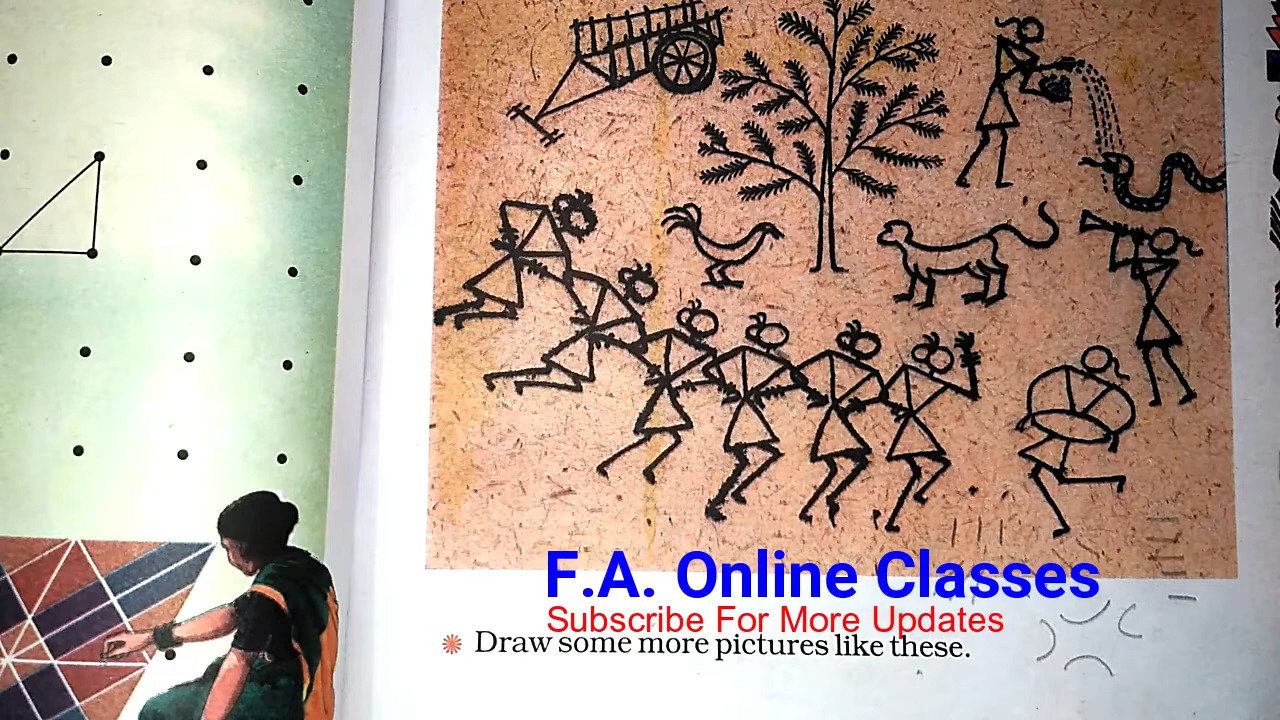 F.A. Online Classes
Subscribe For More Updates
Draw some more pictures like these.